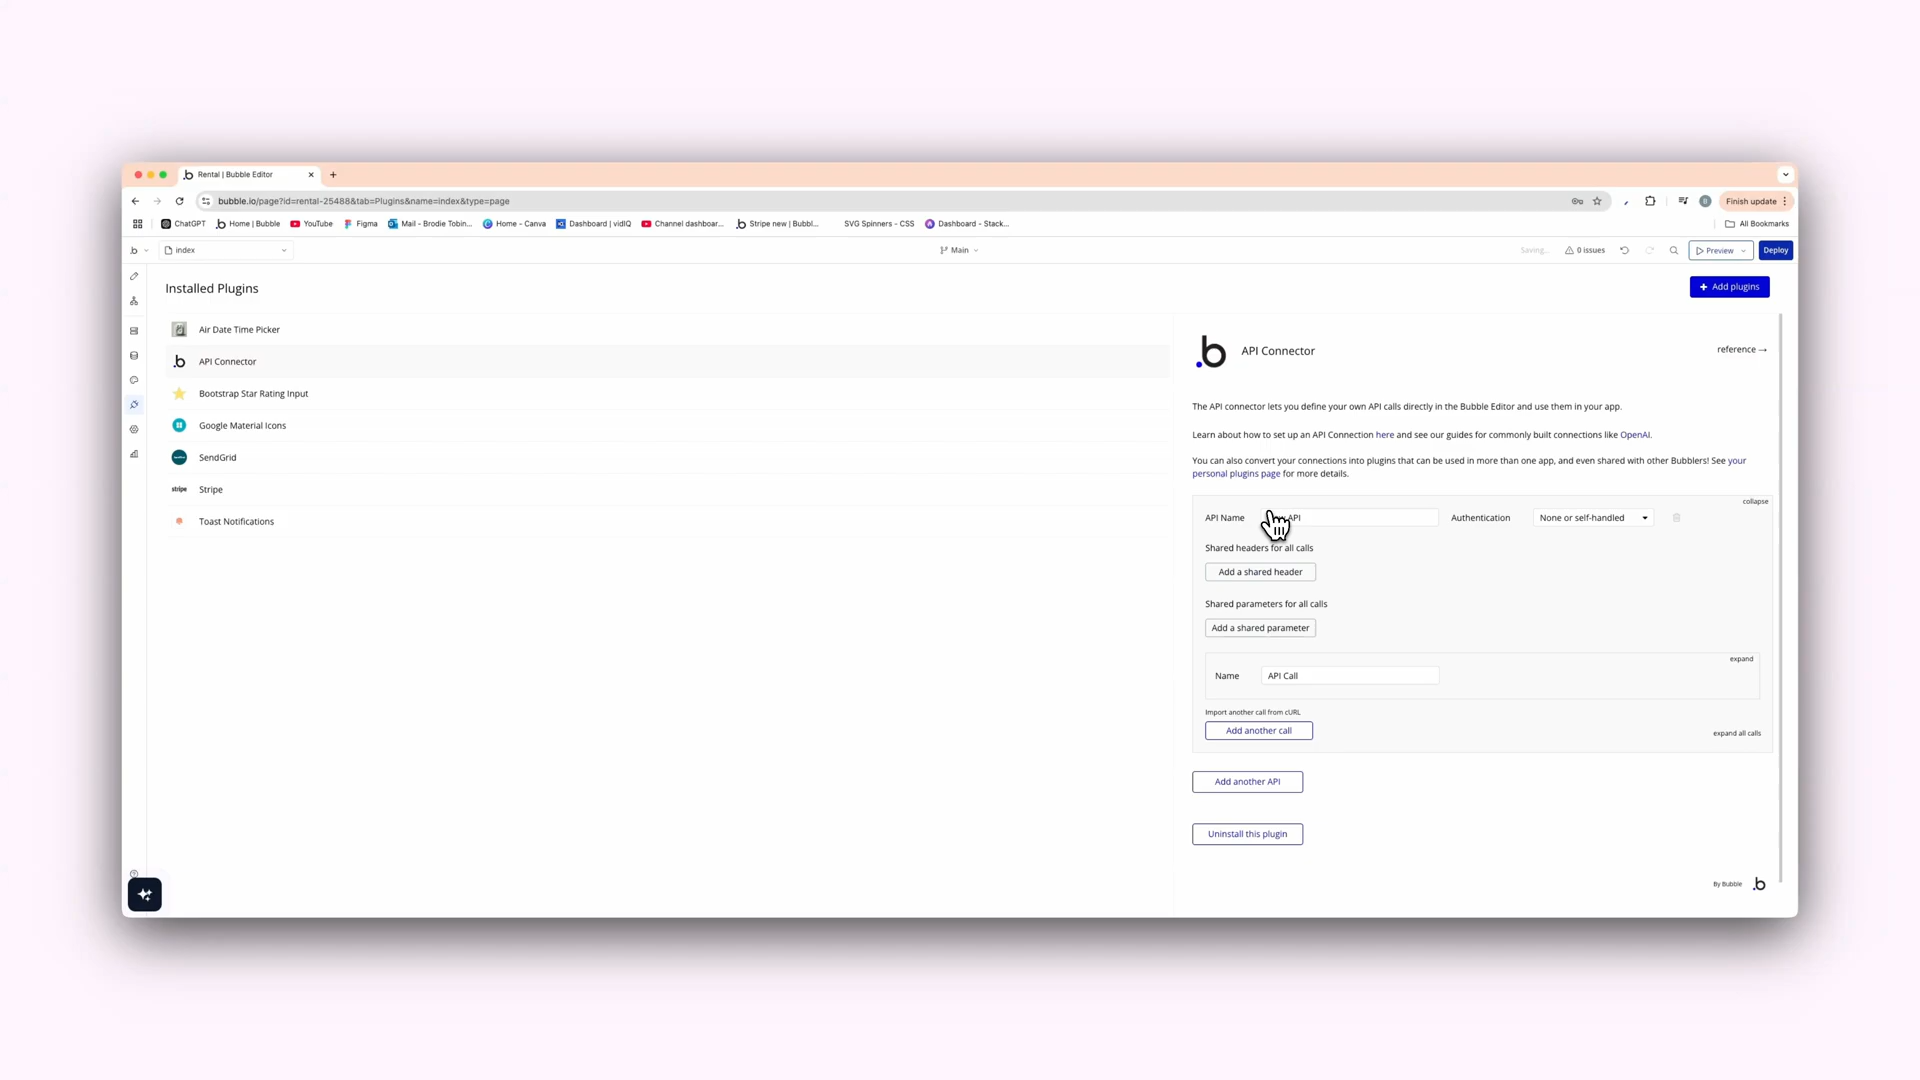 Rental | Bubble Editor
bubble.io/page?id=rental-25488&tab=Plugins&name=index&type=page
Finish update
ChatGPT
Home | Bubble
YouTube
Figma
Mail - Brodie Tobin...
Home - Canva
Dashboard | vidIQ
Channel dashboar...
Stripe new | Bubbl...
SVG Spinners - CSS
Dashboard - Stack...
All Bookmarks
index
Main
Saving...
0 issues
Preview
Deploy
Installed Plugins
Add plugins
Air Date Time Picker
API Connector
Bootstrap Star Rating Input
Google Material Icons
SendGrid
stripe
Stripe
Toast Notifications
API Connector
reference →
The API connector lets you define your own API calls directly in the Bubble Editor and use them in your app.
Learn about how to set up an API Connection here and see our guides for commonly built connections like OpenAI.
You can also convert your connections into plugins that can be used in more than one app, and even shared with other Bubblers! See your
personal plugins page for more details.
collapse
API Name
API
Authentication
None or self-handled
Shared headers for all calls
Add a shared header
Shared parameters for all calls
Add a shared parameter
expand
Name
API Call
Import another call from cURL
Add another call
expand all calls
Add another API
Uninstall this plugin
By Bubble